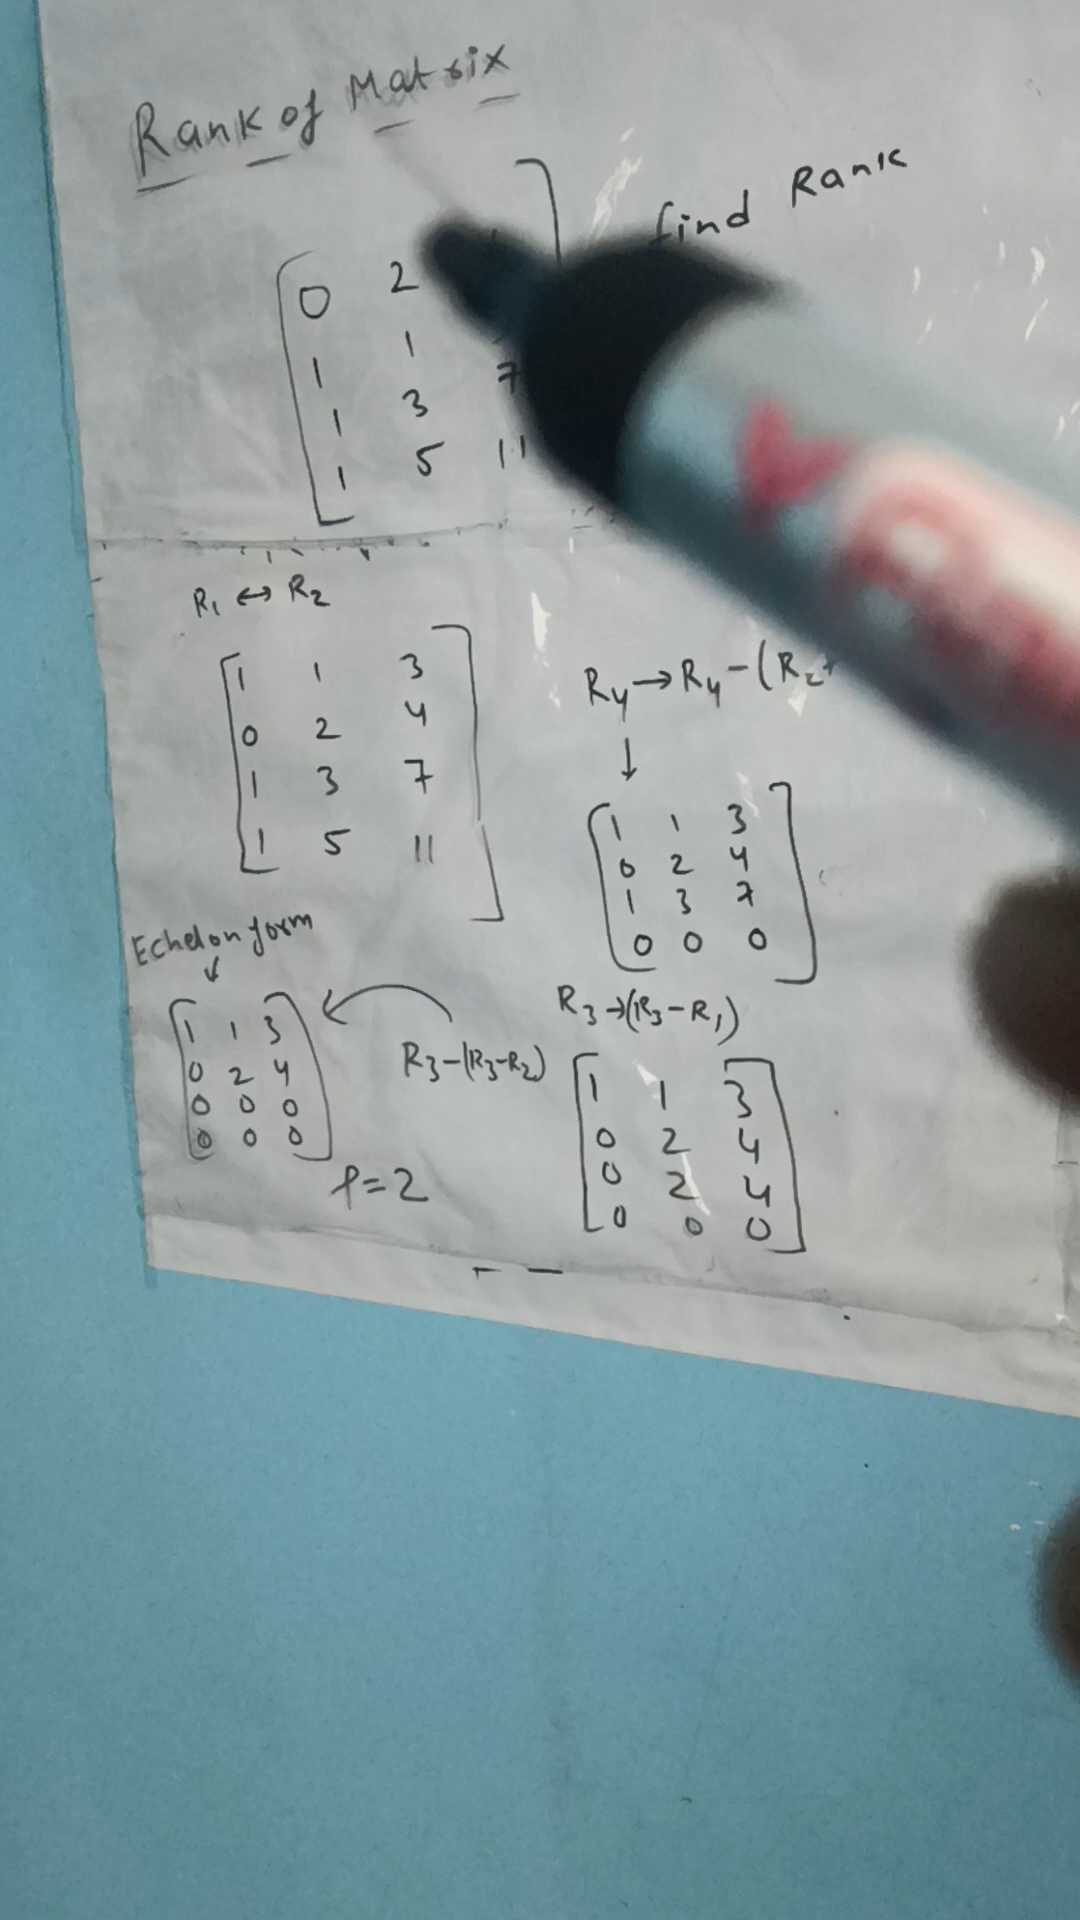 Rank of Matrix
find Rank
0 2
1 1
1 3 7
1 5 11
R1 ↔ R2
1 1 3
0 2 4
1 3 7
1 5 11
R4 → R4 - (R2+
↓
1 1 3
0 2 4
1 3 7
0 0 0
R3 → (R3 - R1)
1 1 3
0 2 4
0 2 4
0 0 0
R3 - (R3 - R2)
Echelon form
↓
1 1 3
0 2 4
0 0 0
0 0 0
ρ = 2